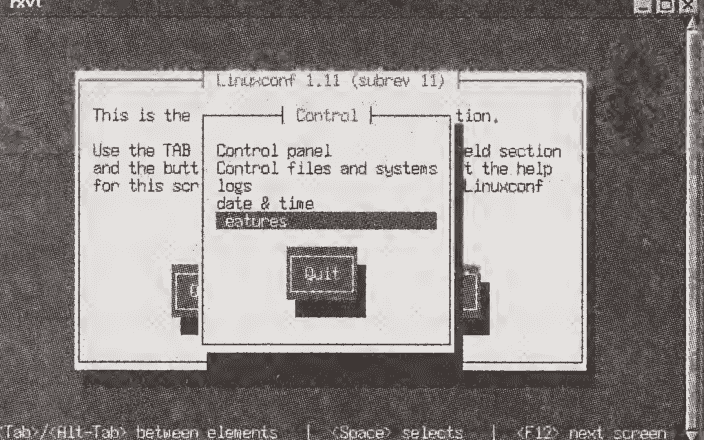 rxvt
Linuxconf 1.11 (subrev 11)
This is the
tion.
Use the TAB
eld section
and the butt
t the help
for this scr
Linuxconf
Control
Control panel
Control files and systems
logs
date & time
eatures
Quit
<Tab>/<Alt-Tab> between elements | <Space> selects | <F12> next screen